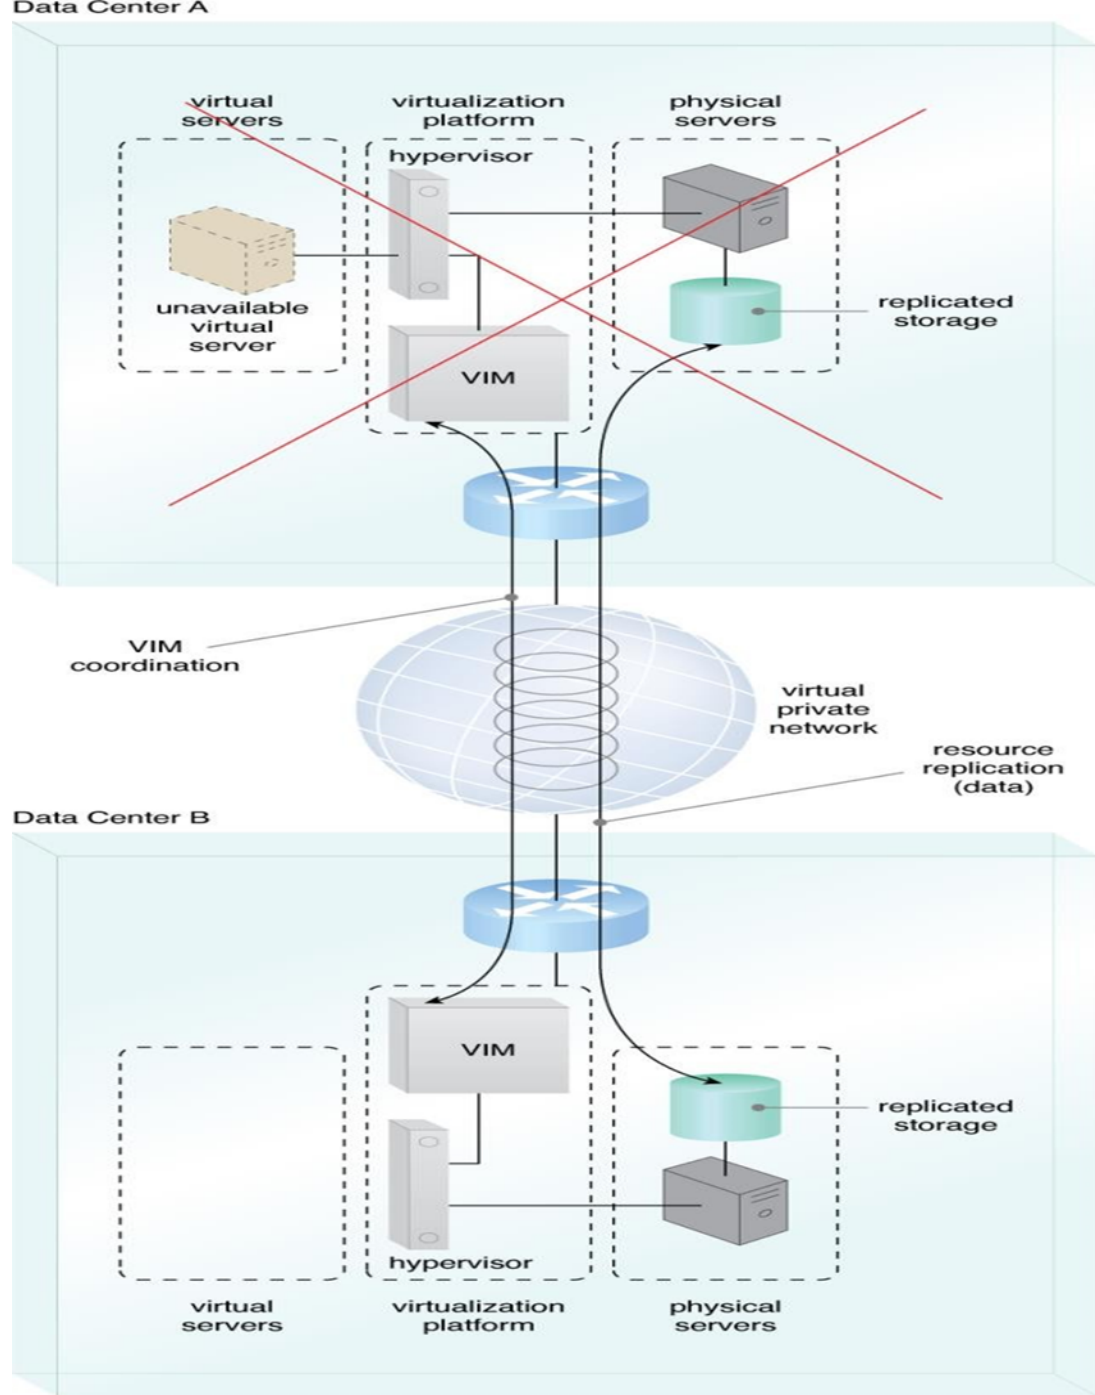 Data Center A
virtual
servers
virtualization
platform
physical
servers
hypervisor
unavailable
virtual
server
VIM
replicated
storage
VIM
coordination
virtual
private
network
resource
replication
(data)
Data Center B
VIM
replicated
storage
hypervisor
virtual
servers
virtualization
platform
physical
servers